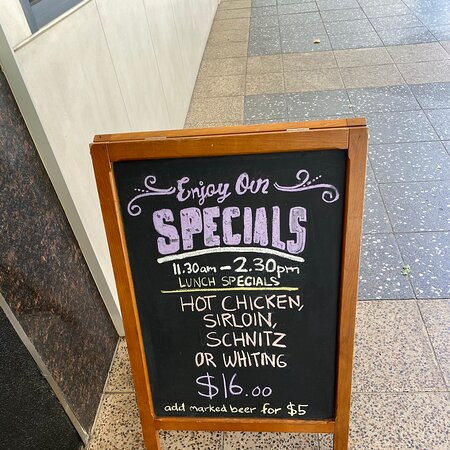 Enjoy Our
SPECIALS
11.30am - 2.30pm
LUNCH SPECIALS
HOT CHICKEN,
SIRLOIN,
SCHNITZ
OR WHITING
$16.00
add marked beer for $5